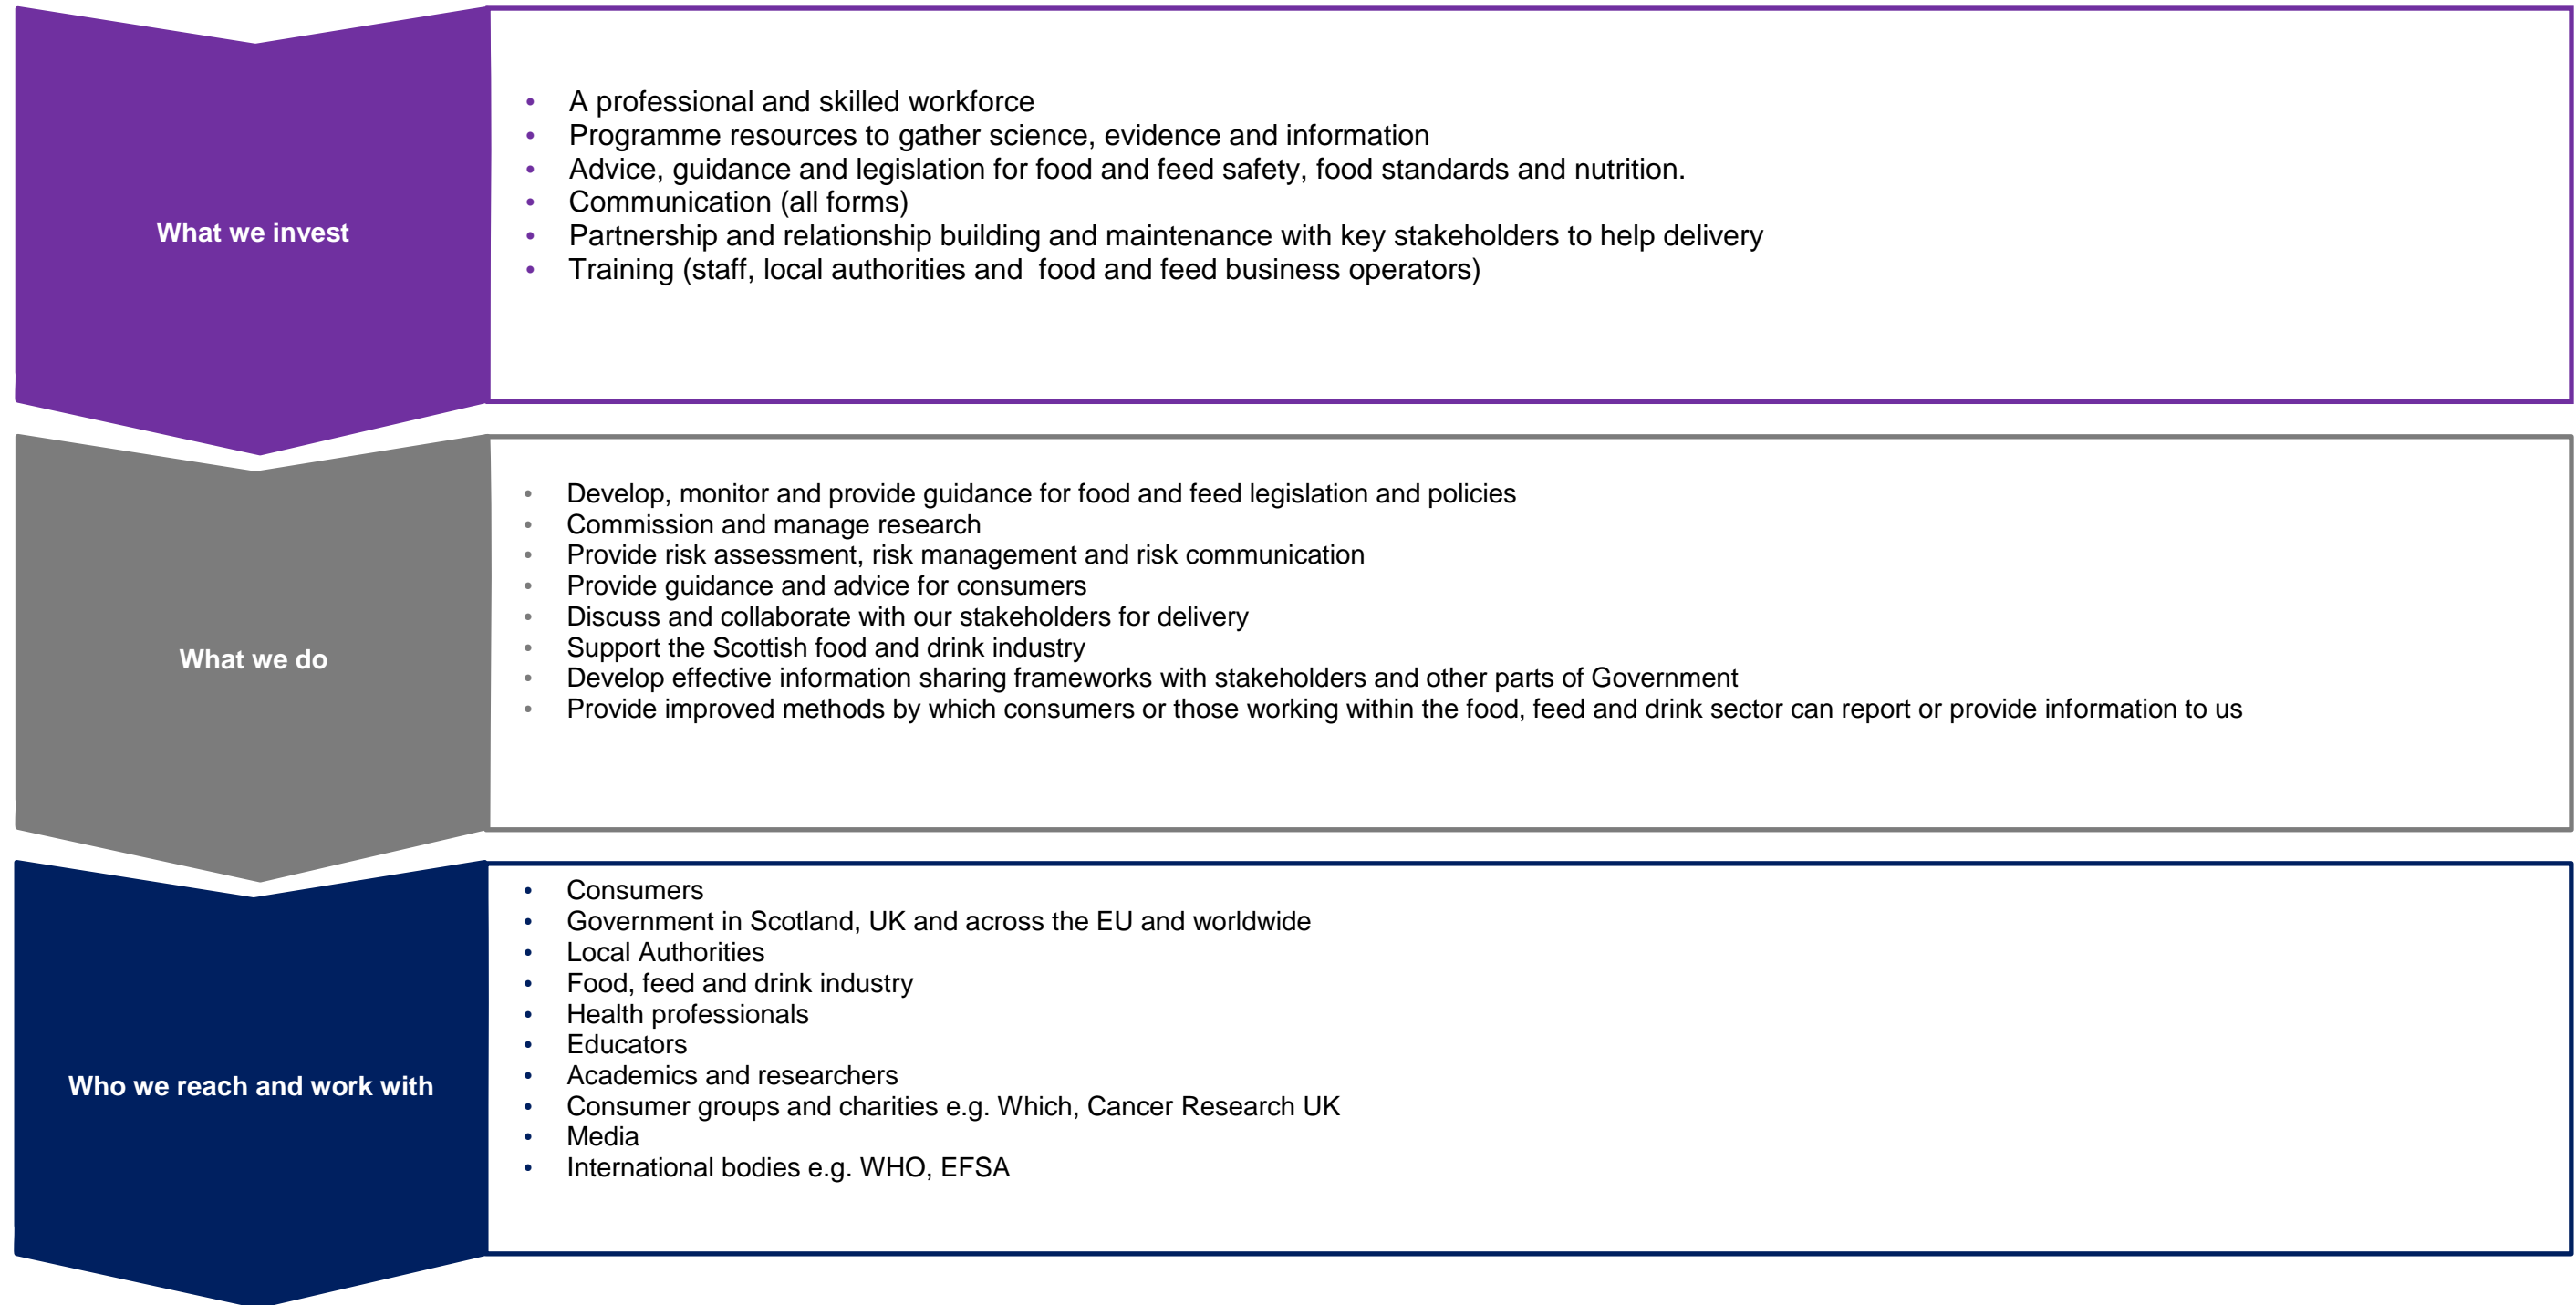 What we invest
• A professional and skilled workforce
• Programme resources to gather science, evidence and information
• Advice, guidance and legislation for food and feed safety, food standards and nutrition.
• Communication (all forms)
• Partnership and relationship building and maintenance with key stakeholders to help delivery
• Training (staff, local authorities and  food and feed business operators)
What we do
• Develop, monitor and provide guidance for food and feed legislation and policies
• Commission and manage research
• Provide risk assessment, risk management and risk communication
• Provide guidance and advice for consumers
• Discuss and collaborate with our stakeholders for delivery
• Support the Scottish food and drink industry
• Develop effective information sharing frameworks with stakeholders and other parts of Government
• Provide improved methods by which consumers or those working within the food, feed and drink sector can report or provide information to us
Who we reach and work with
• Consumers
• Government in Scotland, UK and across the EU and worldwide
• Local Authorities
• Food, feed and drink industry
• Health professionals
• Educators
• Academics and researchers
• Consumer groups and charities e.g. Which, Cancer Research UK
• Media
• International bodies e.g. WHO, EFSA